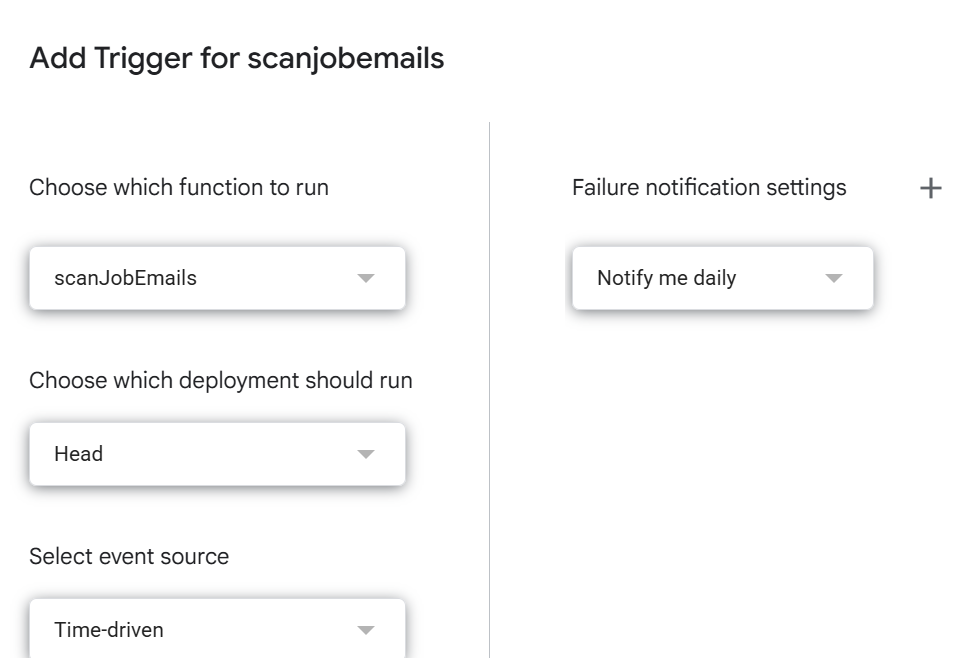 Add Trigger for scanjobemails
Choose which function to run
scanJobEmails
Choose which deployment should run
Head
Select event source
Time-driven
Failure notification settings
Notify me daily